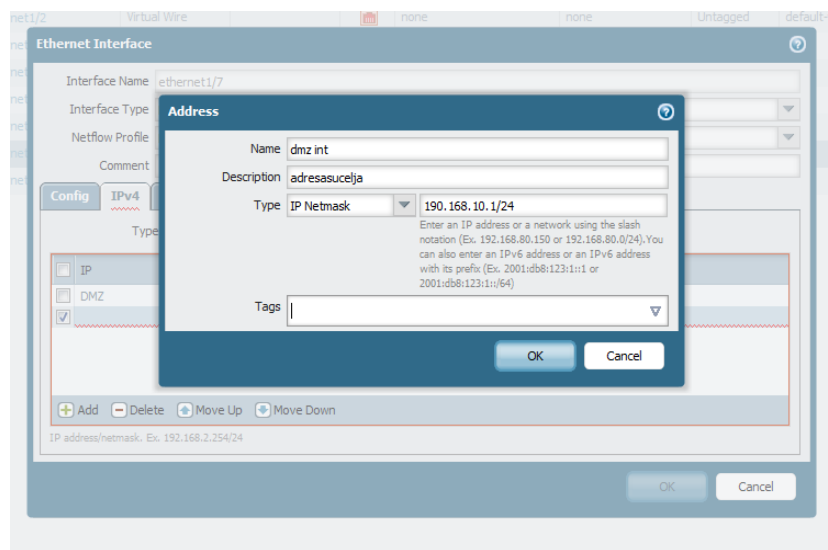 net1/2 Virtual Wire none none Untagged default-
Ethernet Interface
Interface Name ethernet1/7
Interface Type
Netflow Profile
Comment
Config IPv4
Type
IP
DMZ
Address
Name dmz int
Description adresasucelja
Type IP Netmask 190.168.10.1/24
Enter an IP address or a network using the slash
notation (Ex. 192.168.80.150 or 192.168.80.0/24).You
can also enter an IPv6 address or an IPv6 address
with its prefix (Ex. 2001:db8:123:1::1 or
2001:db8:123:1::/64)
Tags
OK Cancel
Add Delete Move Up Move Down
IP address/netmask. Ex. 192.168.2.254/24
OK Cancel